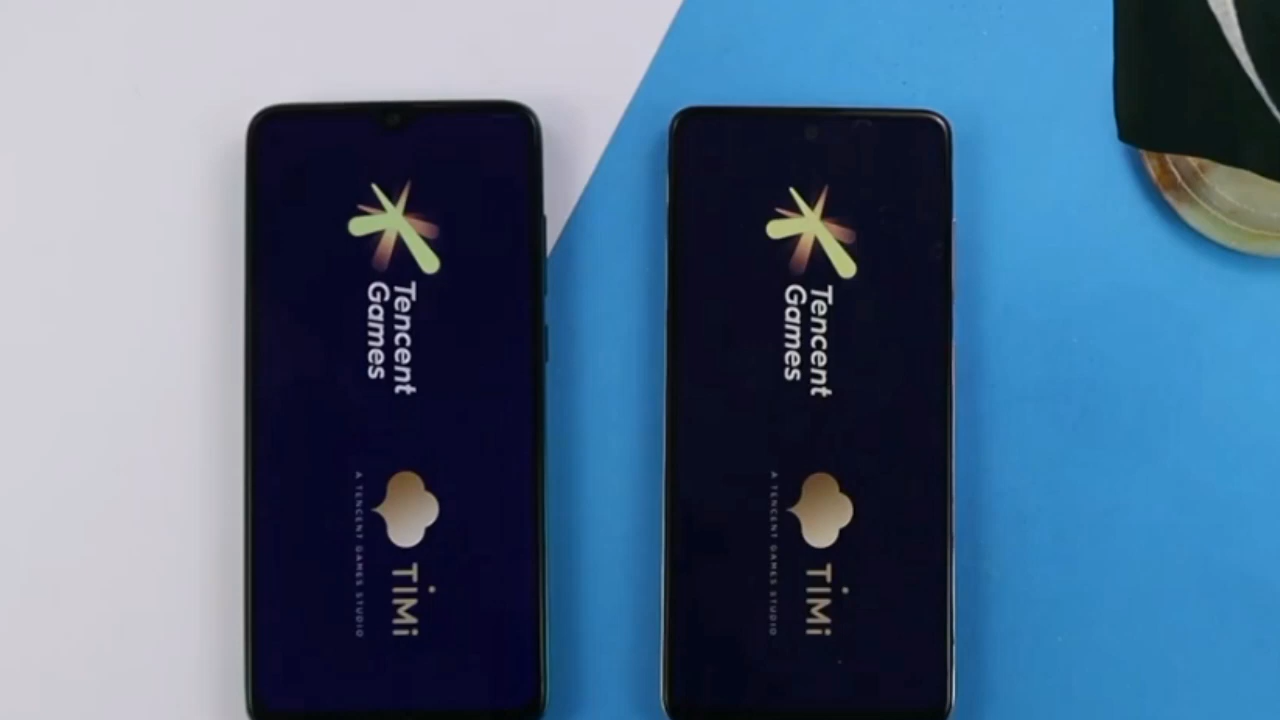 Tencent
Games
TiMi
A TENCENT GAMES STUDIO
Tencent
Games
TiMi
A TENCENT GAMES STUDIO